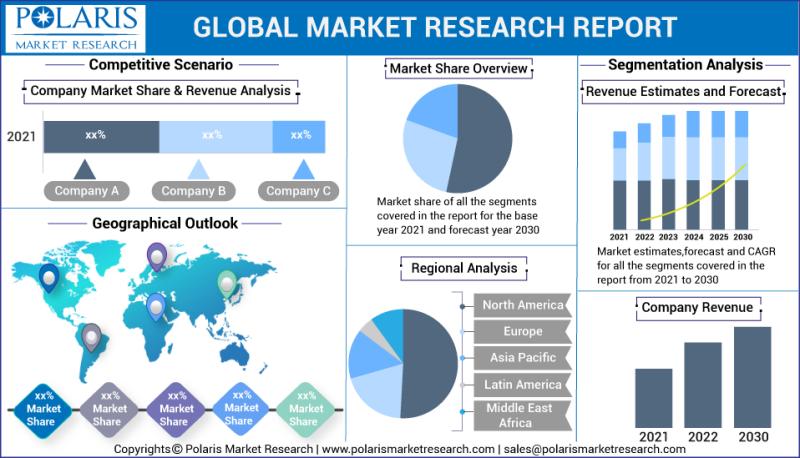 POLARIS
MARKET RESEARCH
GLOBAL MARKET RESEARCH REPORT
Competitive Scenario
Company Market Share & Revenue Analysis
2021
xx%
xx%
xx%
Company A
Company B
Company C
Geographical Outlook
xx%
Market
Share
xx%
Market
Share
xx%
Market
Share
xx%
Market
Share
xx%
Market
Share
Market Share Overview
Market share of all the segments
covered in the report for the base
year 2021 and forecast year 2030
Regional Analysis
North America
Europe
Asia Pacific
Latin America
Middle East
Africa
Segmentation Analysis
Revenue Estimates and Forecast
2021 2022 2023 2024 2025 2030
Market estimates,forecast and CAGR
for all the segments covered in the
report from 2021 to 2030
Company Revenue
2021 2022 2030
Copyrights © Polaris Market Research | www.polarismarketresearch.com | sales@polarismarketresearch.com